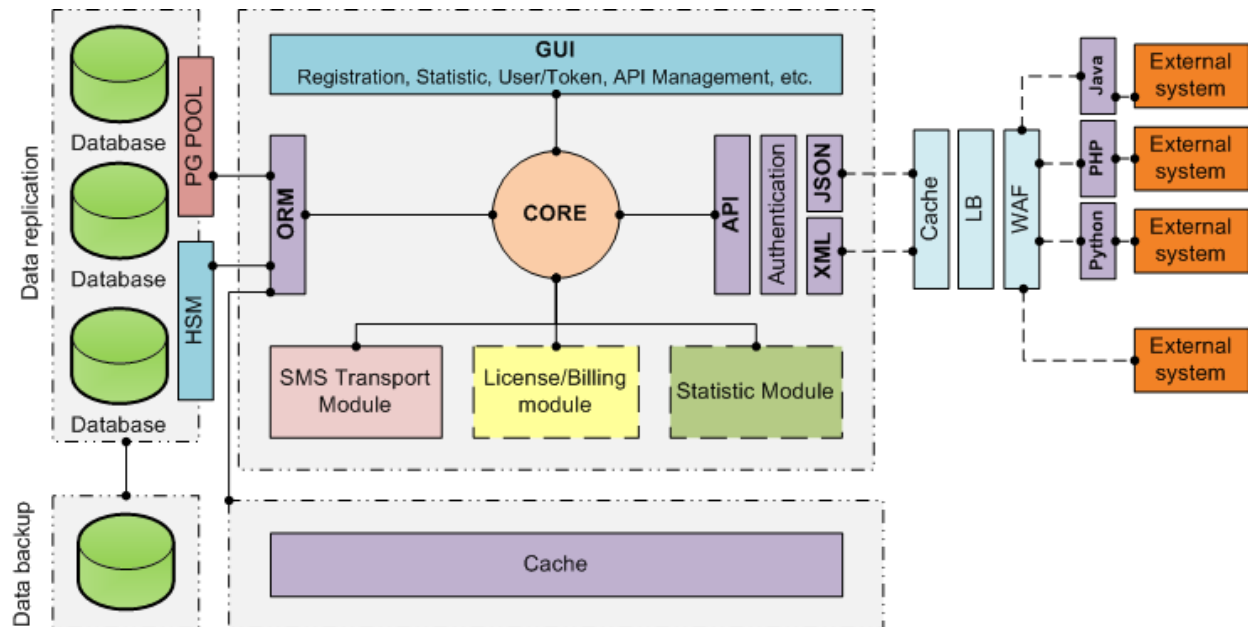 GUI
Registration, Statistic, User/Token, API Management, etc.
Database
Database
Database
Data replication
PG POOL
HSM
ORM
CORE
API
Authentication
JSON
XML
Cache
LB
WAF
Java
PHP
Python
External
system
External
system
External
system
External
system
SMS Transport
Module
License/Billing
module
Statistic Module
Data backup
Cache